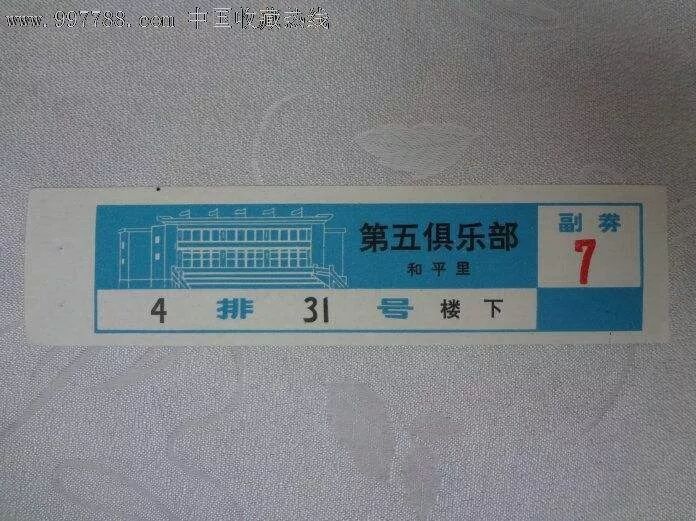 www.997788.com 中国收藏热线
第五俱乐部
和平里
4 排 31 号 楼下
副券
7